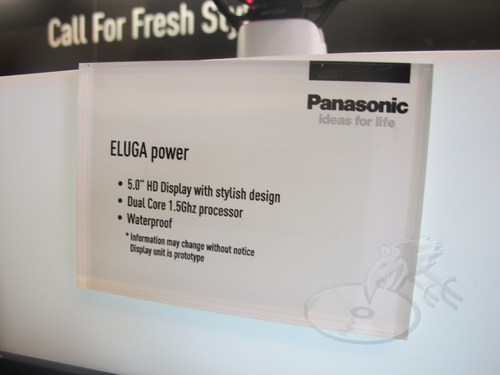 Call For Fresh
Panasonic
ideas for life
ELUGA power
• 5.0" HD Display with stylish design
• Dual Core 1.5Ghz processor
• Waterproof
* Information may change without notice
Display unit is prototype